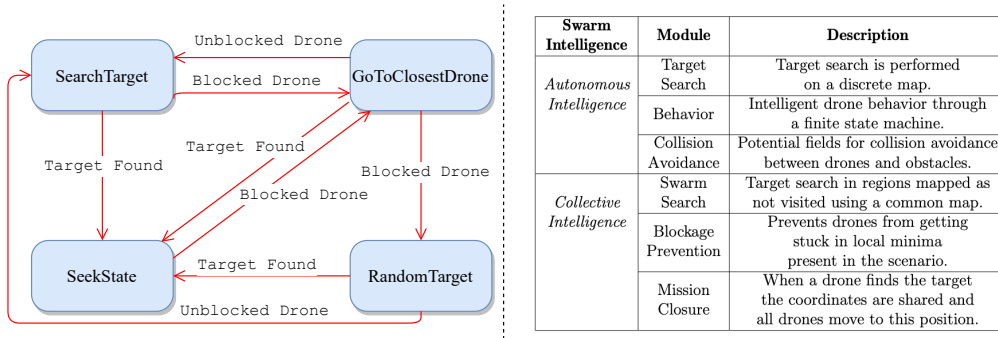 Unblocked Drone
SearchTarget
GoToClosestDrone
Blocked Drone
Target Found
Target Found
Blocked Drone
Blocked Drone
SeekState
Target Found
RandomTarget
Unblocked Drone
Swarm
Intelligence
Module
Description
Autonomous
Intelligence
Target
Search
Target search is performed
on a discrete map.
Behavior
Intelligent drone behavior through
a finite state machine.
Collision
Avoidance
Potential fields for collision avoidance
between drones and obstacles.
Collective
Intelligence
Swarm
Search
Target search in regions mapped as
not visited using a common map.
Blockage
Prevention
Prevents drones from getting
stuck in local minima
present in the scenario.
Mission
Closure
When a drone finds the target
the coordinates are shared and
all drones move to this position.